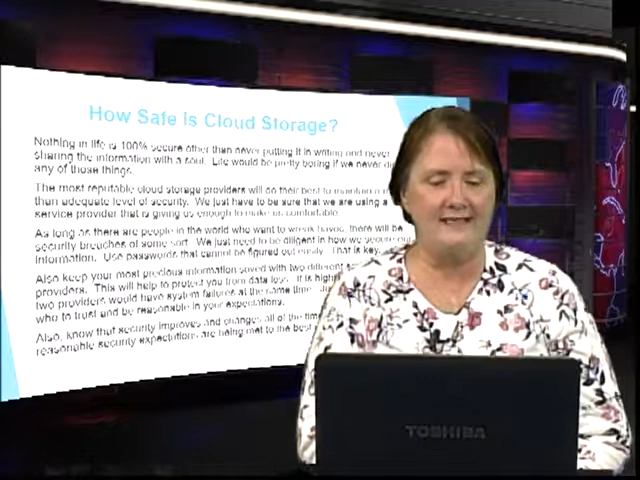 How Safe is Cloud Storage?
Nothing in life is 100% secure other than never putting it in writing and never
sharing the information with a soul. Life would be pretty boring if we never
any of those things.
The most reputable cloud storage providers will do their best to maintain a
than adequate level of security. We just have to be sure that we are using a
service provider that is giving us enough to make us comfortable.
As long as there are people in the world who want to wreak havoc, there will be
security breaches of some sort. We just need to be diligent in how we secure our
information. Use passwords that cannot be figured out easily. That is key.
Also keep your most precious information saved with two different
providers. This will help to protect you from data loss. It is
two providers would have system failures at the same time.
who to trust and be reasonable in your expectations.
Also, know that security improves and changes all of the time
reasonable security expectations are being met to the best
TOSHIBA